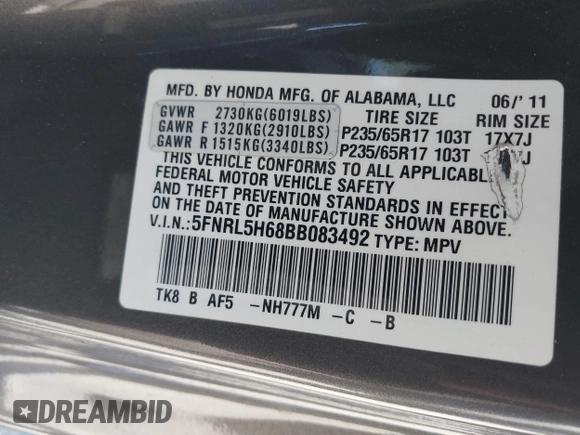 MFD. BY HONDA MFG. OF ALABAMA, LLC 06/'11
GVWR 2730KG(6019LBS) TIRE SIZE RIM SIZE
GAWR F 1320KG(2910LBS) P235/65R17 103T 17X7J
GAWR R 1515KG(3340LBS) P235/65R17 103T
THIS VEHICLE CONFORMS TO ALL APPLICABLE
FEDERAL MOTOR VEHICLE SAFETY
AND THEFT PREVENTION STANDARDS IN EFFECT
ON THE DATE OF MANUFACTURE SHOWN ABOVE.
V.I.N.: 5FNRL5H68BB083492 TYPE: MPV
TK8 B AF5 -NH777M -C -B
DREAMBID